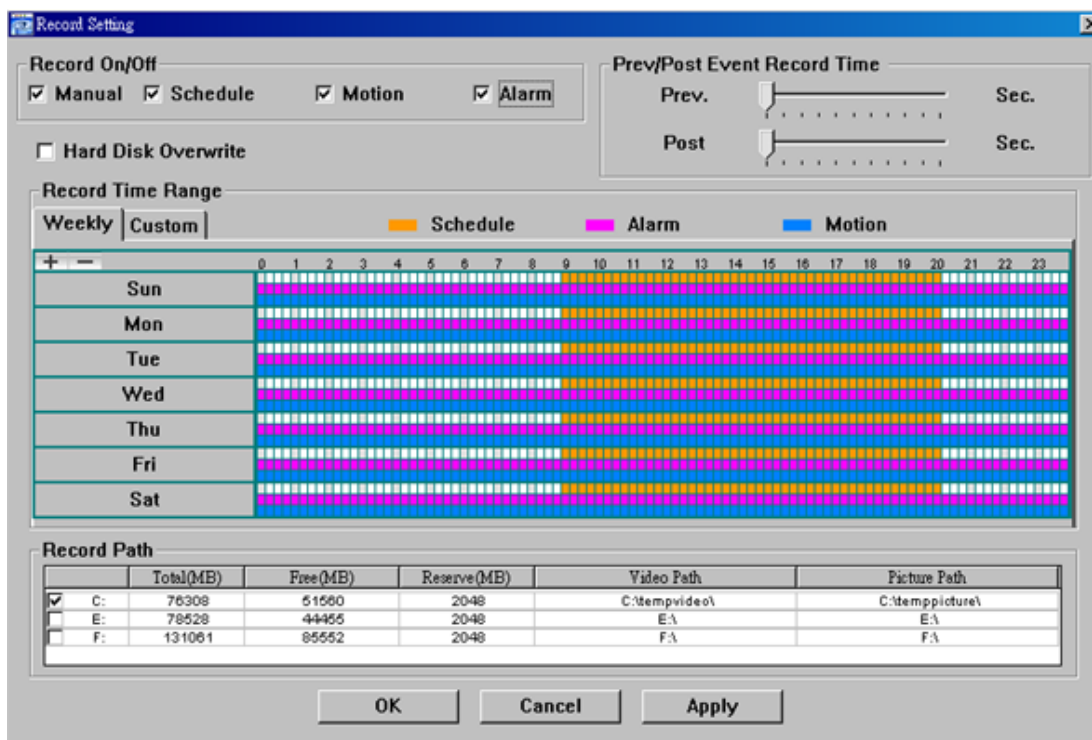 Record Setting
Record On/Off
Manual Schedule Motion Alarm
Prev/Post Event Record Time
Prev. Sec.
Post Sec.
Hard Disk Overwrite
Record Time Range
Weekly Custom Schedule Alarm Motion
+ - 0 1 2 3 4 5 6 7 8 9 10 11 12 13 14 15 16 17 18 19 20 21 22 23
Sun
Mon
Tue
Wed
Thu
Fri
Sat
Record Path
Total(MB) Free(MB) Reserve(MB) Video Path Picture Path
C: 76308 51560 2048 C:\tempvideo\ C:\temppicture\
E: 78528 44455 2048 E:\ E:\
F: 131061 85552 2048 F:\ F:\
OK Cancel Apply